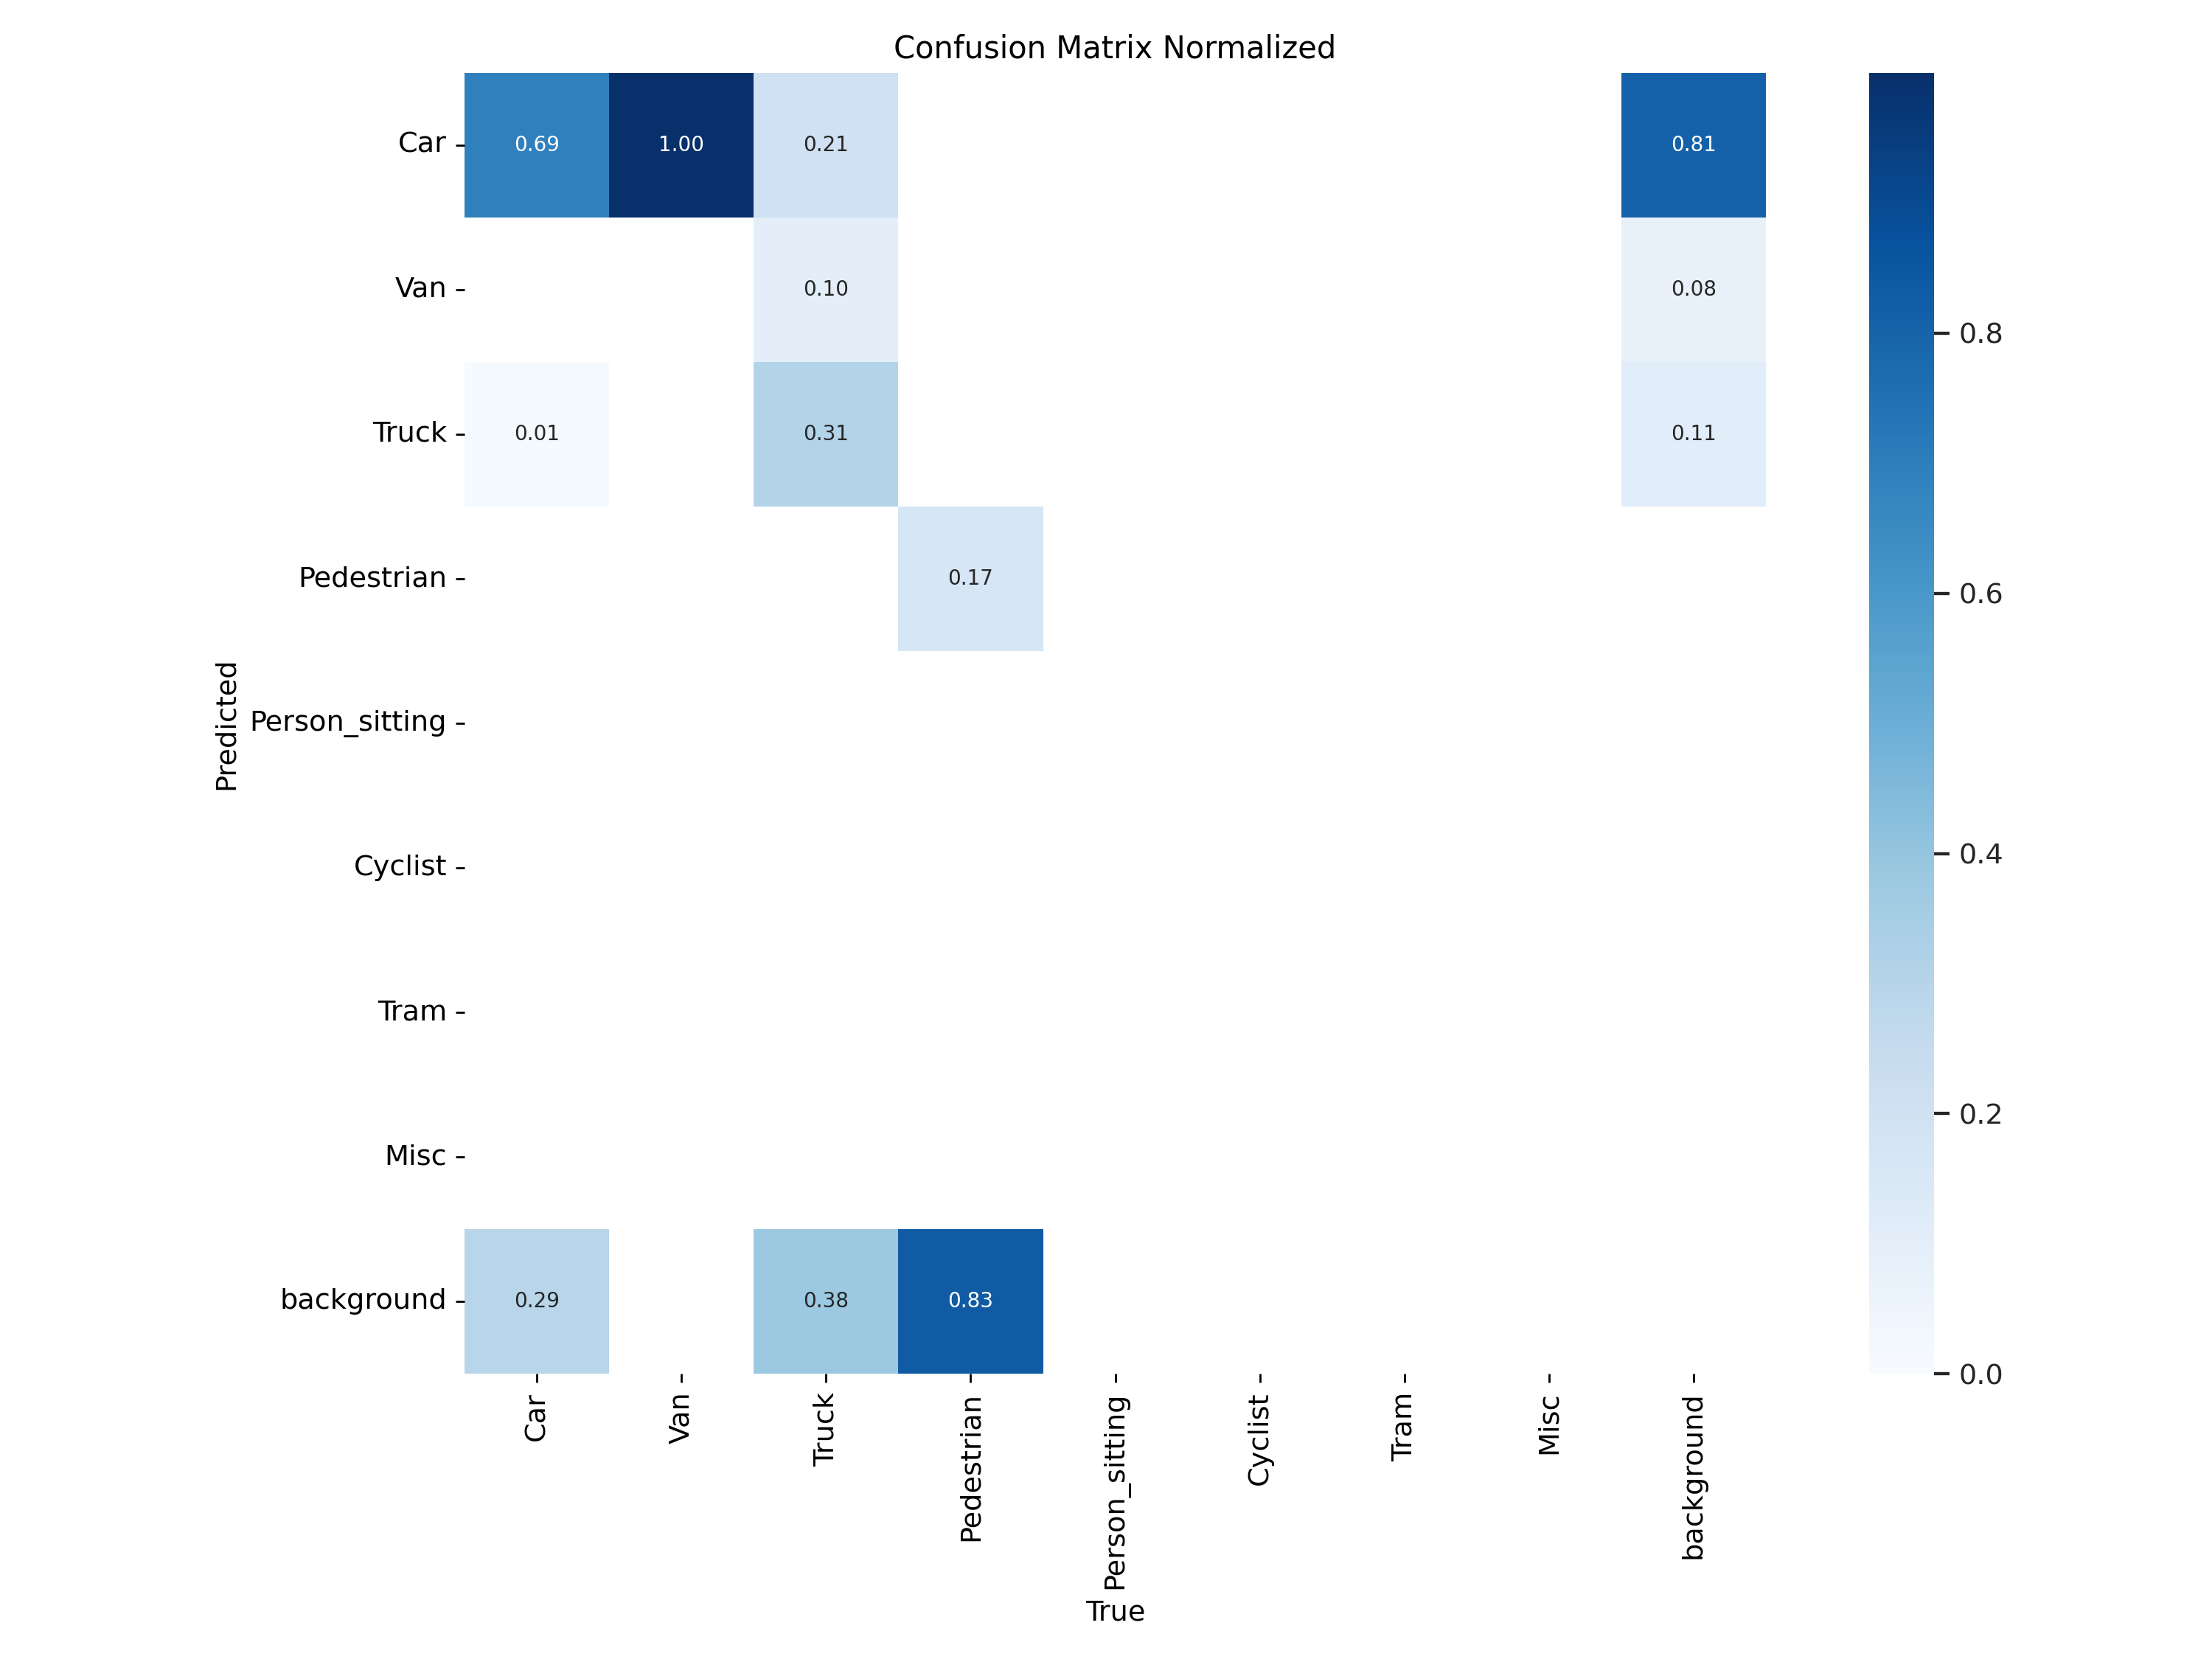 Confusion Matrix Normalized
Car
0.69
1.00
0.21
0.81
Van
0.10
0.08
0.8
Truck
0.01
0.31
0.11
Pedestrian
0.17
0.6
Predicted
Person_sitting
Cyclist
0.4
Tram
0.2
Misc
background
0.29
0.38
0.83
0.0
Car
Van
Truck
Pedestrian
Person_sitting
Cyclist
Tram
Misc
background
True